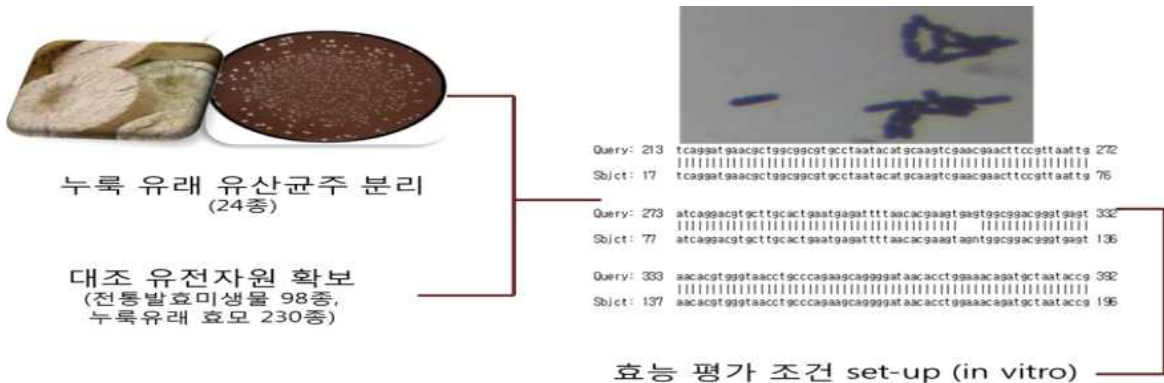 누룩 유래 유산균주 분리
(24종)
대조 유전자원 확보
(전통발효미생물 98종,
누룩유래 효모 230종)
Query: 213 tcaggatgaacgctggcggcgtgcctaatacatgcaagtcgaacgaacttccgttaattg 272
||||||||||||||||||||||||||||||||||||||||||||||||||||||||||||
Sbjct: 17 tcaggatgaacgctggcggcgtgcctaatacatgcaagtcgaacgaacttccgttaattg 76
Query: 273 atcaggacgtgcttgcactgaatgagattttaacacgaagtgagtggcggacgggtgagt 332
||||||||||||||||||||||||||||||||||||||||| |||||||||||||||||
Sbjct: 77 atcaggacgtgcttgcactgaatgagattttaacacgaagtagntggcggacgggtgagt 136
Query: 333 aacacgtgggtaacctgcccagaagcaggggataacacctggaaacagatgctaataccg 392
||||||||||||||||||||||||||||||||||||||||||||||||||||||||||||
Sbjct: 137 aacacgtgggtaacctgcccagaagcaggggataacacctggaaacagatgctaataccg 196
효능 평가 조건 set-up (in vitro)